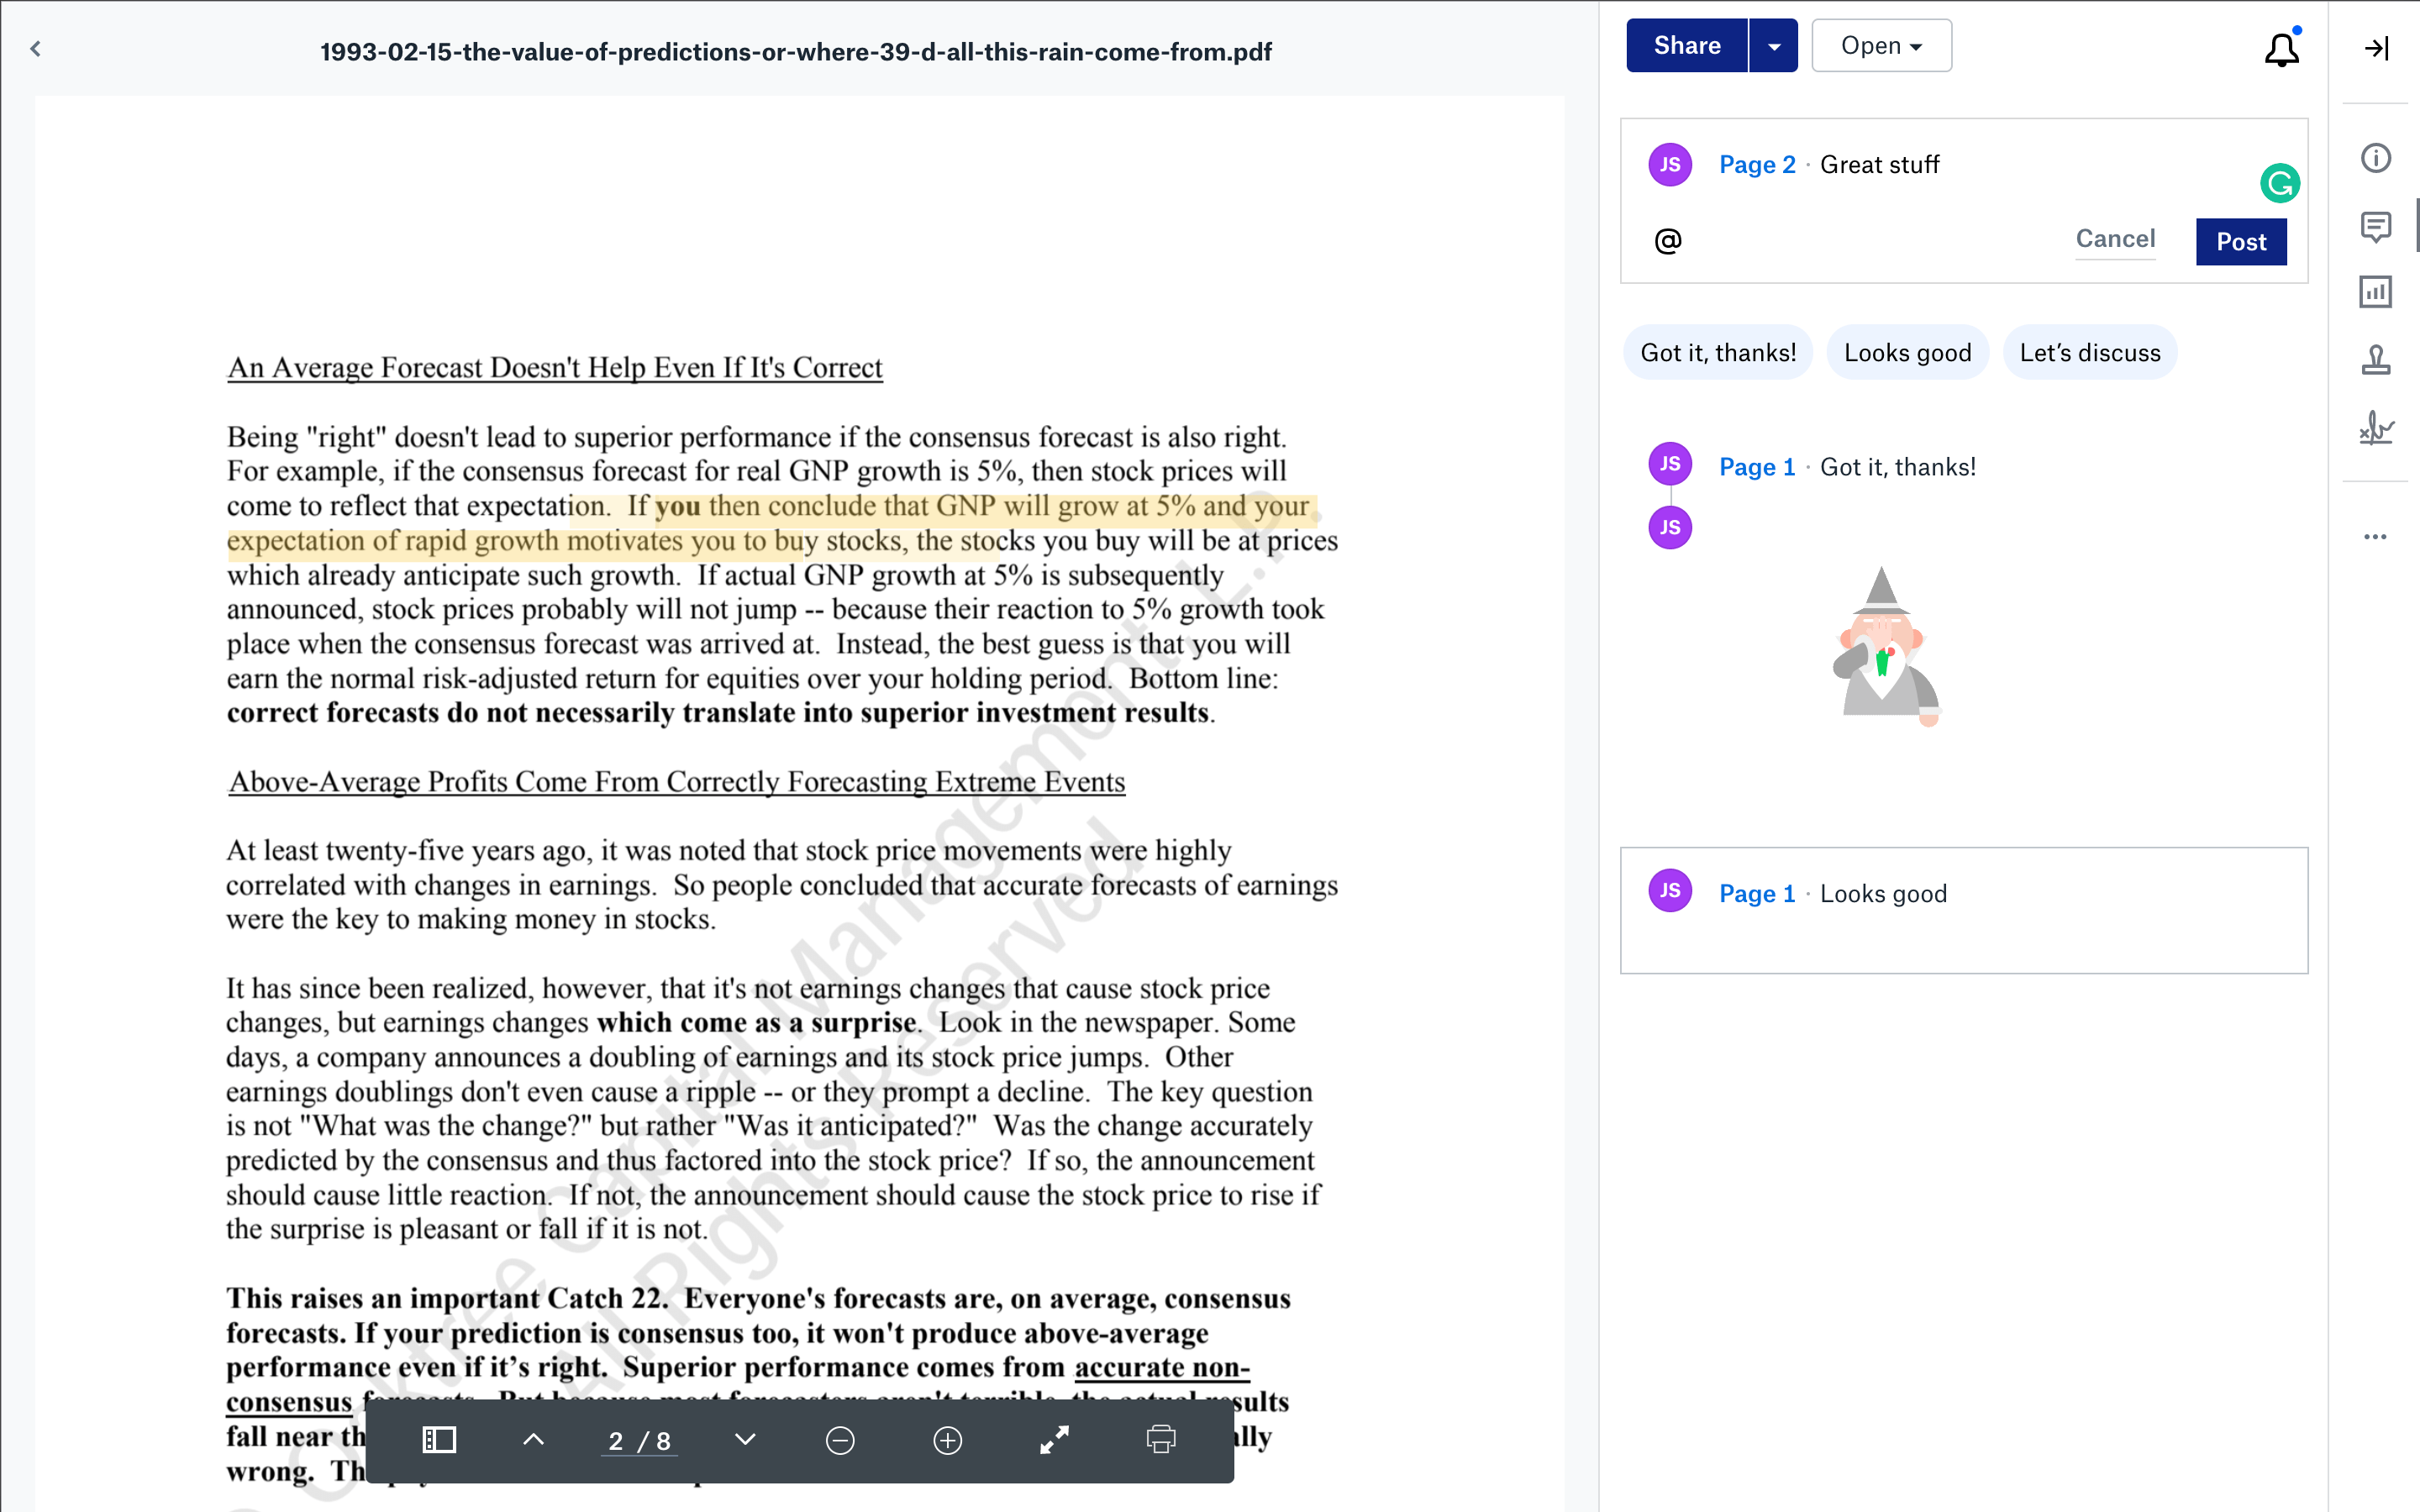 1993-02-15-the-value-of-predictions-or-where-39-d-all-this-rain-come-from.pdf
An Average Forecast Doesn't Help Even If It's Correct
Being "right" doesn't lead to superior performance if the consensus forecast is also right.
For example, if the consensus forecast for real GNP growth is 5%, then stock prices will
come to reflect that expectation.  If you then conclude that GNP will grow at 5% and your
expectation of rapid growth motivates you to buy stocks, the stocks you buy will be at prices
which already anticipate such growth.  If actual GNP growth at 5% is subsequently
announced, stock prices probably will not jump -- because their reaction to 5% growth took
place when the consensus forecast was arrived at.  Instead, the best guess is that you will
earn the normal risk-adjusted return for equities over your holding period.  Bottom line:
correct forecasts do not necessarily translate into superior investment results.
Above-Average Profits Come From Correctly Forecasting Extreme Events
At least twenty-five years ago, it was noted that stock price movements were highly
correlated with changes in earnings.  So people concluded that accurate forecasts of earnings
were the key to making money in stocks.
It has since been realized, however, that it's not earnings changes that cause stock price
changes, but earnings changes which come as a surprise.  Look in the newspaper. Some
days, a company announces a doubling of earnings and its stock price jumps.  Other
earnings doublings don't even cause a ripple -- or they prompt a decline.  The key question
is not "What was the change?" but rather "Was it anticipated?"  Was the change accurately
predicted by the consensus and thus factored into the stock price?  If so, the announcement
should cause little reaction.  If not, the announcement should cause the stock price to rise if
the surprise is pleasant or fall if it is not.
This raises an important Catch 22.  Everyone's forecasts are, on average, consensus
forecasts. If your prediction is consensus too, it won't produce above-average
performance even if it’s right.  Superior performance comes from accurate non-
consensus forecasts.  But because most forecasters aren't terrible, the actual results
fall near
wrong.
Oaktree Capital Management, L.P.
All Rights Reserved
2 / 8
Share
Open
JS Page 2 · Great stuff
@
Cancel
Post
Got it, thanks!
Looks good
Let’s discuss
JS Page 1 · Got it, thanks!
JS
JS Page 1 · Looks good